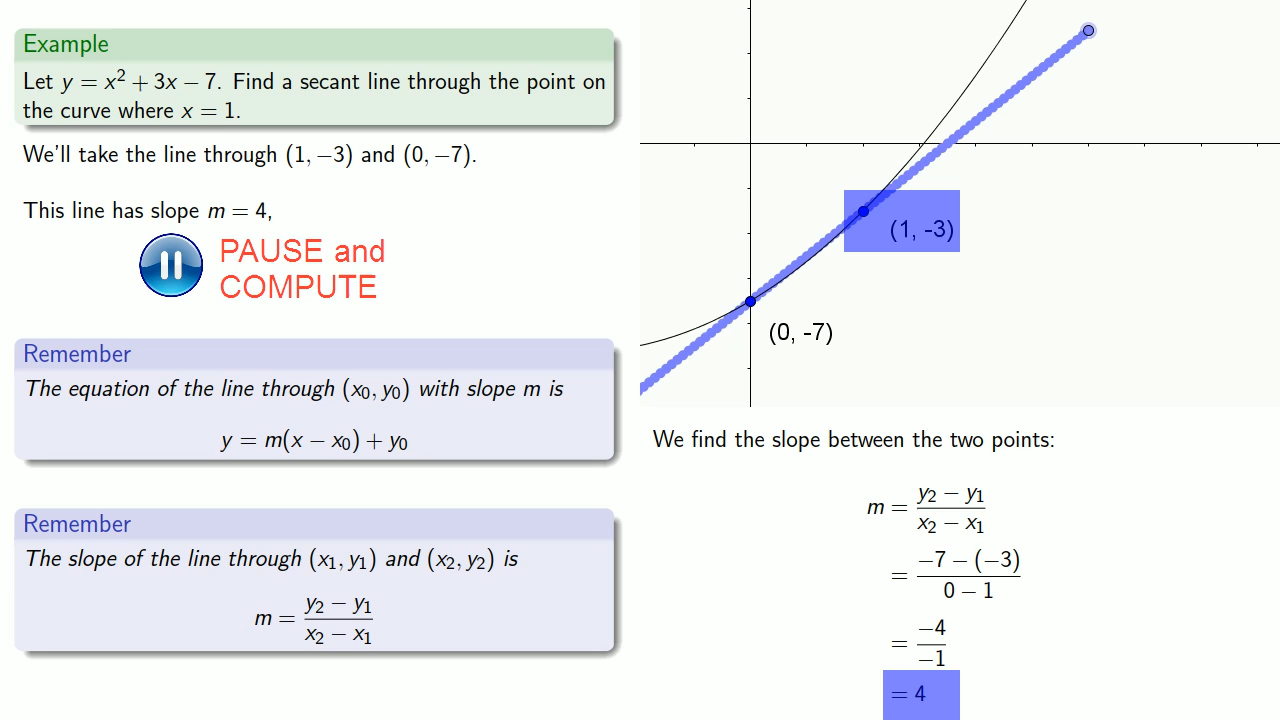 Example
Let y = x² + 3x − 7. Find a secant line through the point on
the curve where x = 1.
We'll take the line through (1, −3) and (0, −7).
This line has slope m = 4,
PAUSE and
COMPUTE
Remember
The equation of the line through (x₀, y₀) with slope m is
y = m(x − x₀) + y₀
Remember
The slope of the line through (x₁, y₁) and (x₂, y₂) is
m = (y₂ − y₁)/(x₂ − x₁)
(1, -3)
(0, -7)
We find the slope between the two points:
m = (y₂ − y₁)/(x₂ − x₁)
= (−7 − (−3))/(0 − 1)
= −4/−1
= 4